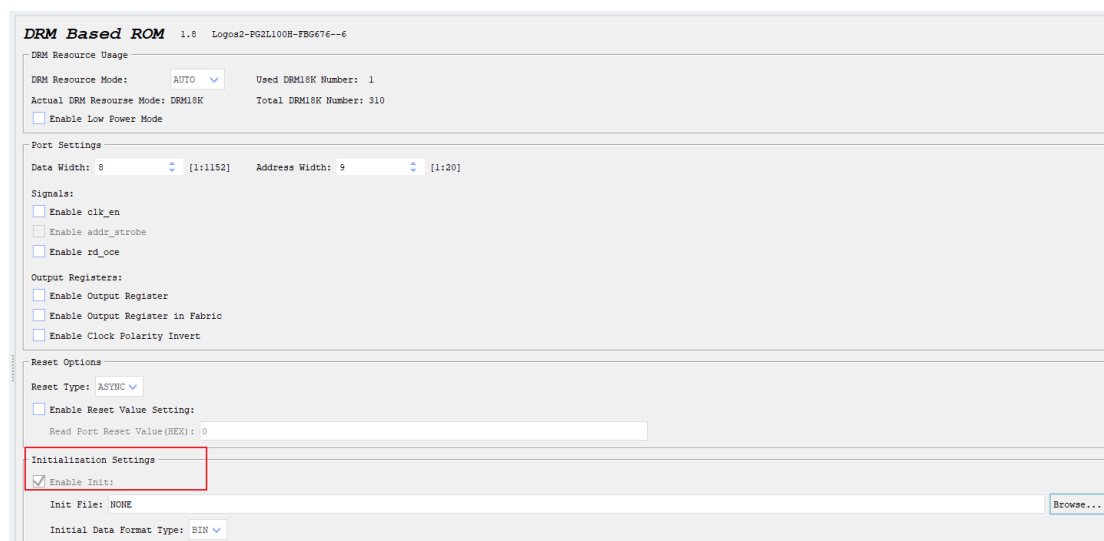 DRM Based ROM 1.8 Logos2-PG2L100H-FBG676--6
DRM Resource Usage
DRM Resource Mode: AUTO Used DRM18K Number: 1
Actual DRM Resourse Mode: DRM18K Total DRM18K Number: 310
Enable Low Power Mode
Port Settings
Data Width: 8 [1:1152] Address Width: 9 [1:20]
Signals:
Enable clk_en
Enable addr_strobe
Enable rd_oce
Output Registers:
Enable Output Register
Enable Output Register in Fabric
Enable Clock Polarity Invert
Reset Options
Reset Type: ASYNC
Enable Reset Value Setting:
Read Port Reset Value(HEX): 0
Initialization Settings
Enable Init:
Init File: NONE Browse...
Initial Data Format Type: BIN